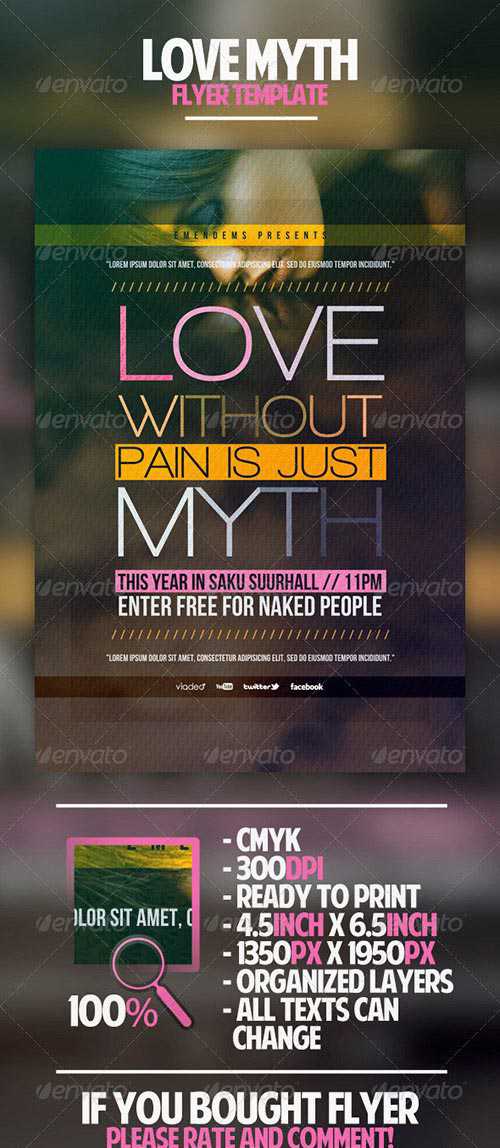 LOVE MYTH
FLYER TEMPLATE
EMENDEMS PRESENTS
"LOREM IPSUM DOLOR SIT AMET, CONSECTETUR ADIPISICING ELIT, SED DO EIUSMOD TEMPOR INCIDIDUNT."
//////////////////////////////////////
LOVE
WITHOUT
PAIN IS JUST
MYTH
THIS YEAR IN SAKU SUURHALL // 11PM
ENTER FREE FOR NAKED PEOPLE
//////////////////////////////////////
"LOREM IPSUM DOLOR SIT AMET, CONSECTETUR ADIPISICING ELIT, SED DO EIUSMOD TEMPOR INCIDIDUNT."
viadeo YouTube twitter facebook
OLOR SIT AMET, C
100%
- CMYK
- 300DPI
- READY TO PRINT
- 4.5INCH X 6.5INCH
- 1350PX X 1950PX
- ORGANIZED LAYERS
- ALL TEXTS CAN
CHANGE
IF YOU BOUGHT FLYER
PLEASE RATE AND COMMENT!
envato